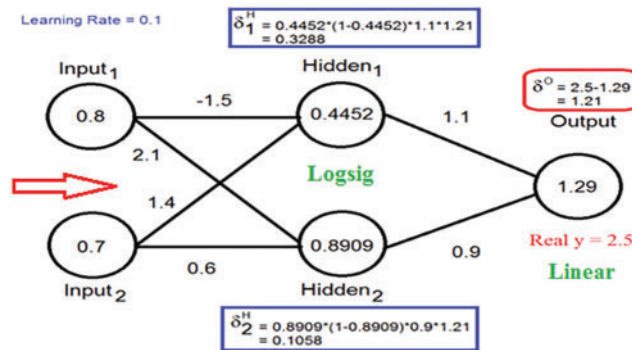 Learning Rate = 0.1
δ₁ᴴ = 0.4452*(1-0.4452)*1.1*1.21
= 0.3288
Input₁
Hidden₁
δᴼ = 2.5-1.29
= 1.21
Output
0.8
-1.5
0.4452
1.1
2.1
Logsig
1.29
1.4
0.7
0.6
0.8909
0.9
Real y = 2.5
Input₂
Hidden₂
Linear
δ₂ᴴ = 0.8909*(1-0.8909)*0.9*1.21
= 0.1058